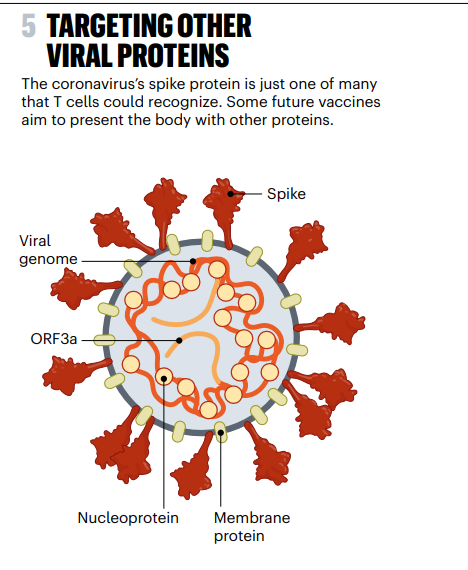 5 TARGETING OTHER
VIRAL PROTEINS
The coronavirus's spike protein is just one of many
that T cells could recognize. Some future vaccines
aim to present the body with other proteins.
Spike
Viral
genome
ORF3a
Nucleoprotein
Membrane
protein